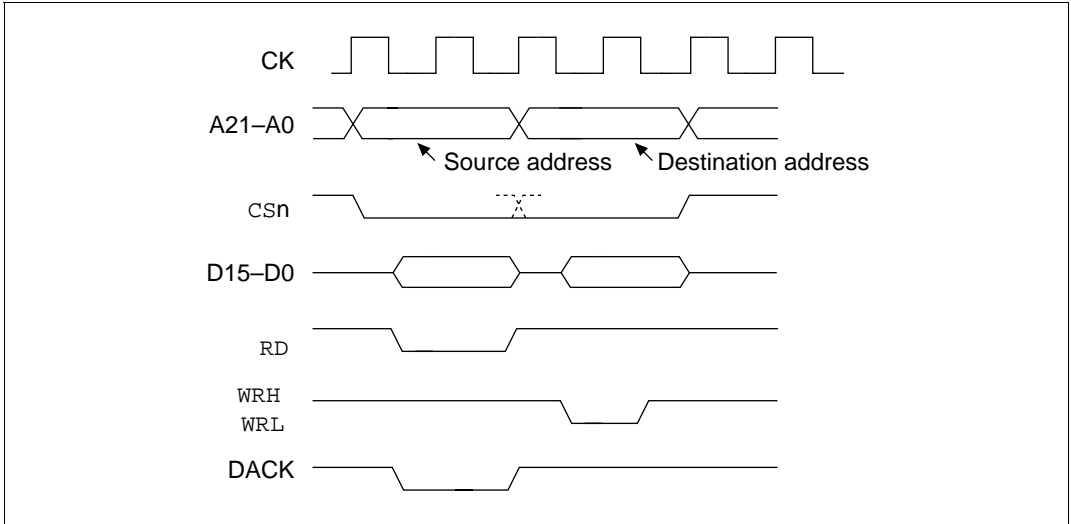 CK
A21–A0
Source address
Destination address
CSn
D15–D0
RD
WRH
WRL
DACK